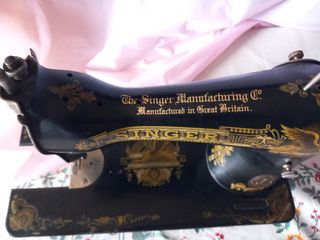 The Singer Manufacturing Co
Manufactured in Great Britain.
SINGER